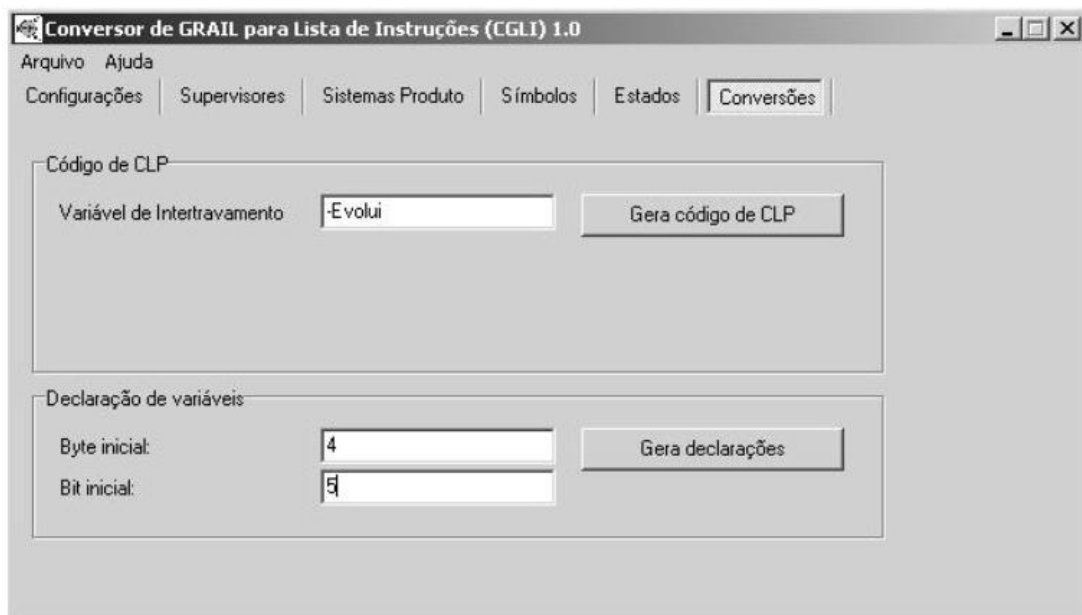 Conversor de GRAIL para Lista de Instruções (CGLI) 1.0
Arquivo Ajuda
Configurações Supervisores Sistemas Produto Símbolos Estados Conversões
Código de CLP
Variável de Intertravamento -Evolui Gera código de CLP
Declaração de variáveis
Byte inicial: 4 Gera declarações
Bit inicial: 5